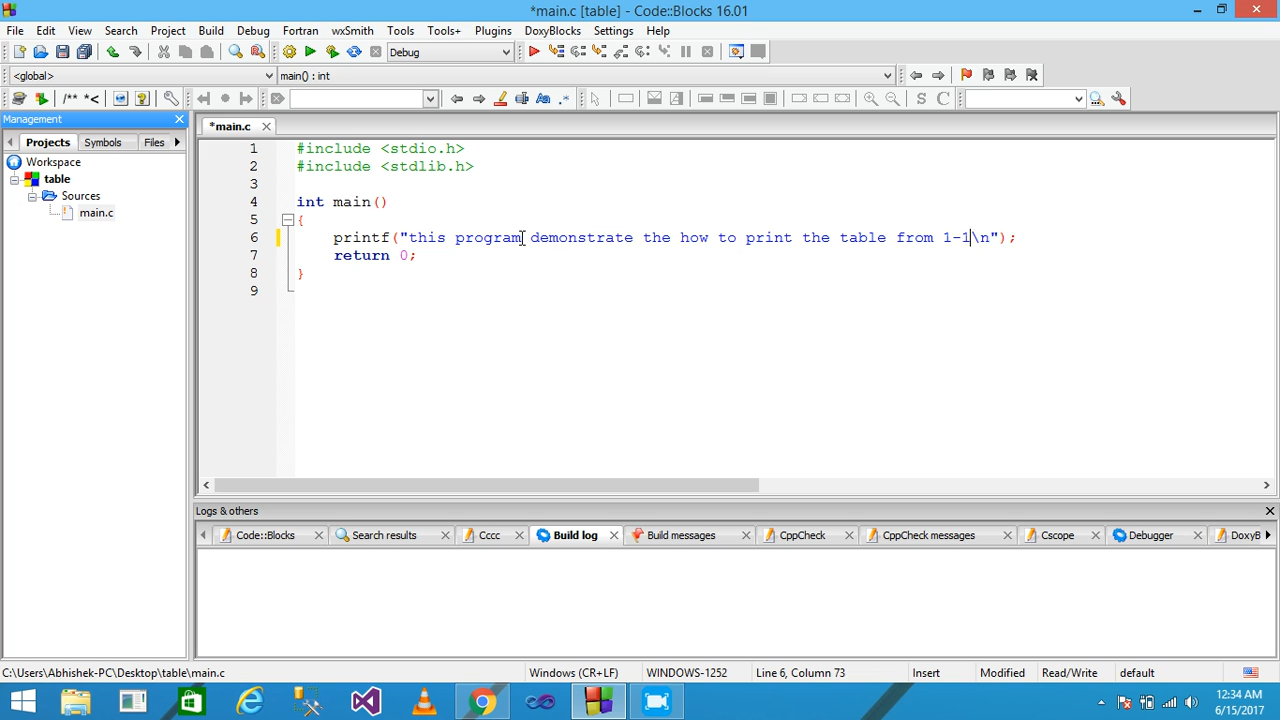 *main.c [table] - Code::Blocks 16.01
File Edit View Search Project Build Debug Fortran wxSmith Tools Tools+ Plugins DoxyBlocks Settings Help
Debug
<global> main() : int
/** *<
S C
Management
*main.c
Projects Symbols Files
1 #include <stdio.h>
Workspace
2 #include <stdlib.h>
table
3
Sources
4 int main()
main.c
5 {
6 printf("this program demonstrate the how to print the table from 1-1\n");
7 return 0;
8 }
9
Logs & others
Code::Blocks Search results Cccc Build log Build messages CppCheck CppCheck messages Cscope Debugger DoxyB
C:\Users\Abhishek-PC\Desktop\table\main.c Windows (CR+LF) WINDOWS-1252 Line 6, Column 73 Insert Modified Read/Write default
12:34 AM
6/15/2017